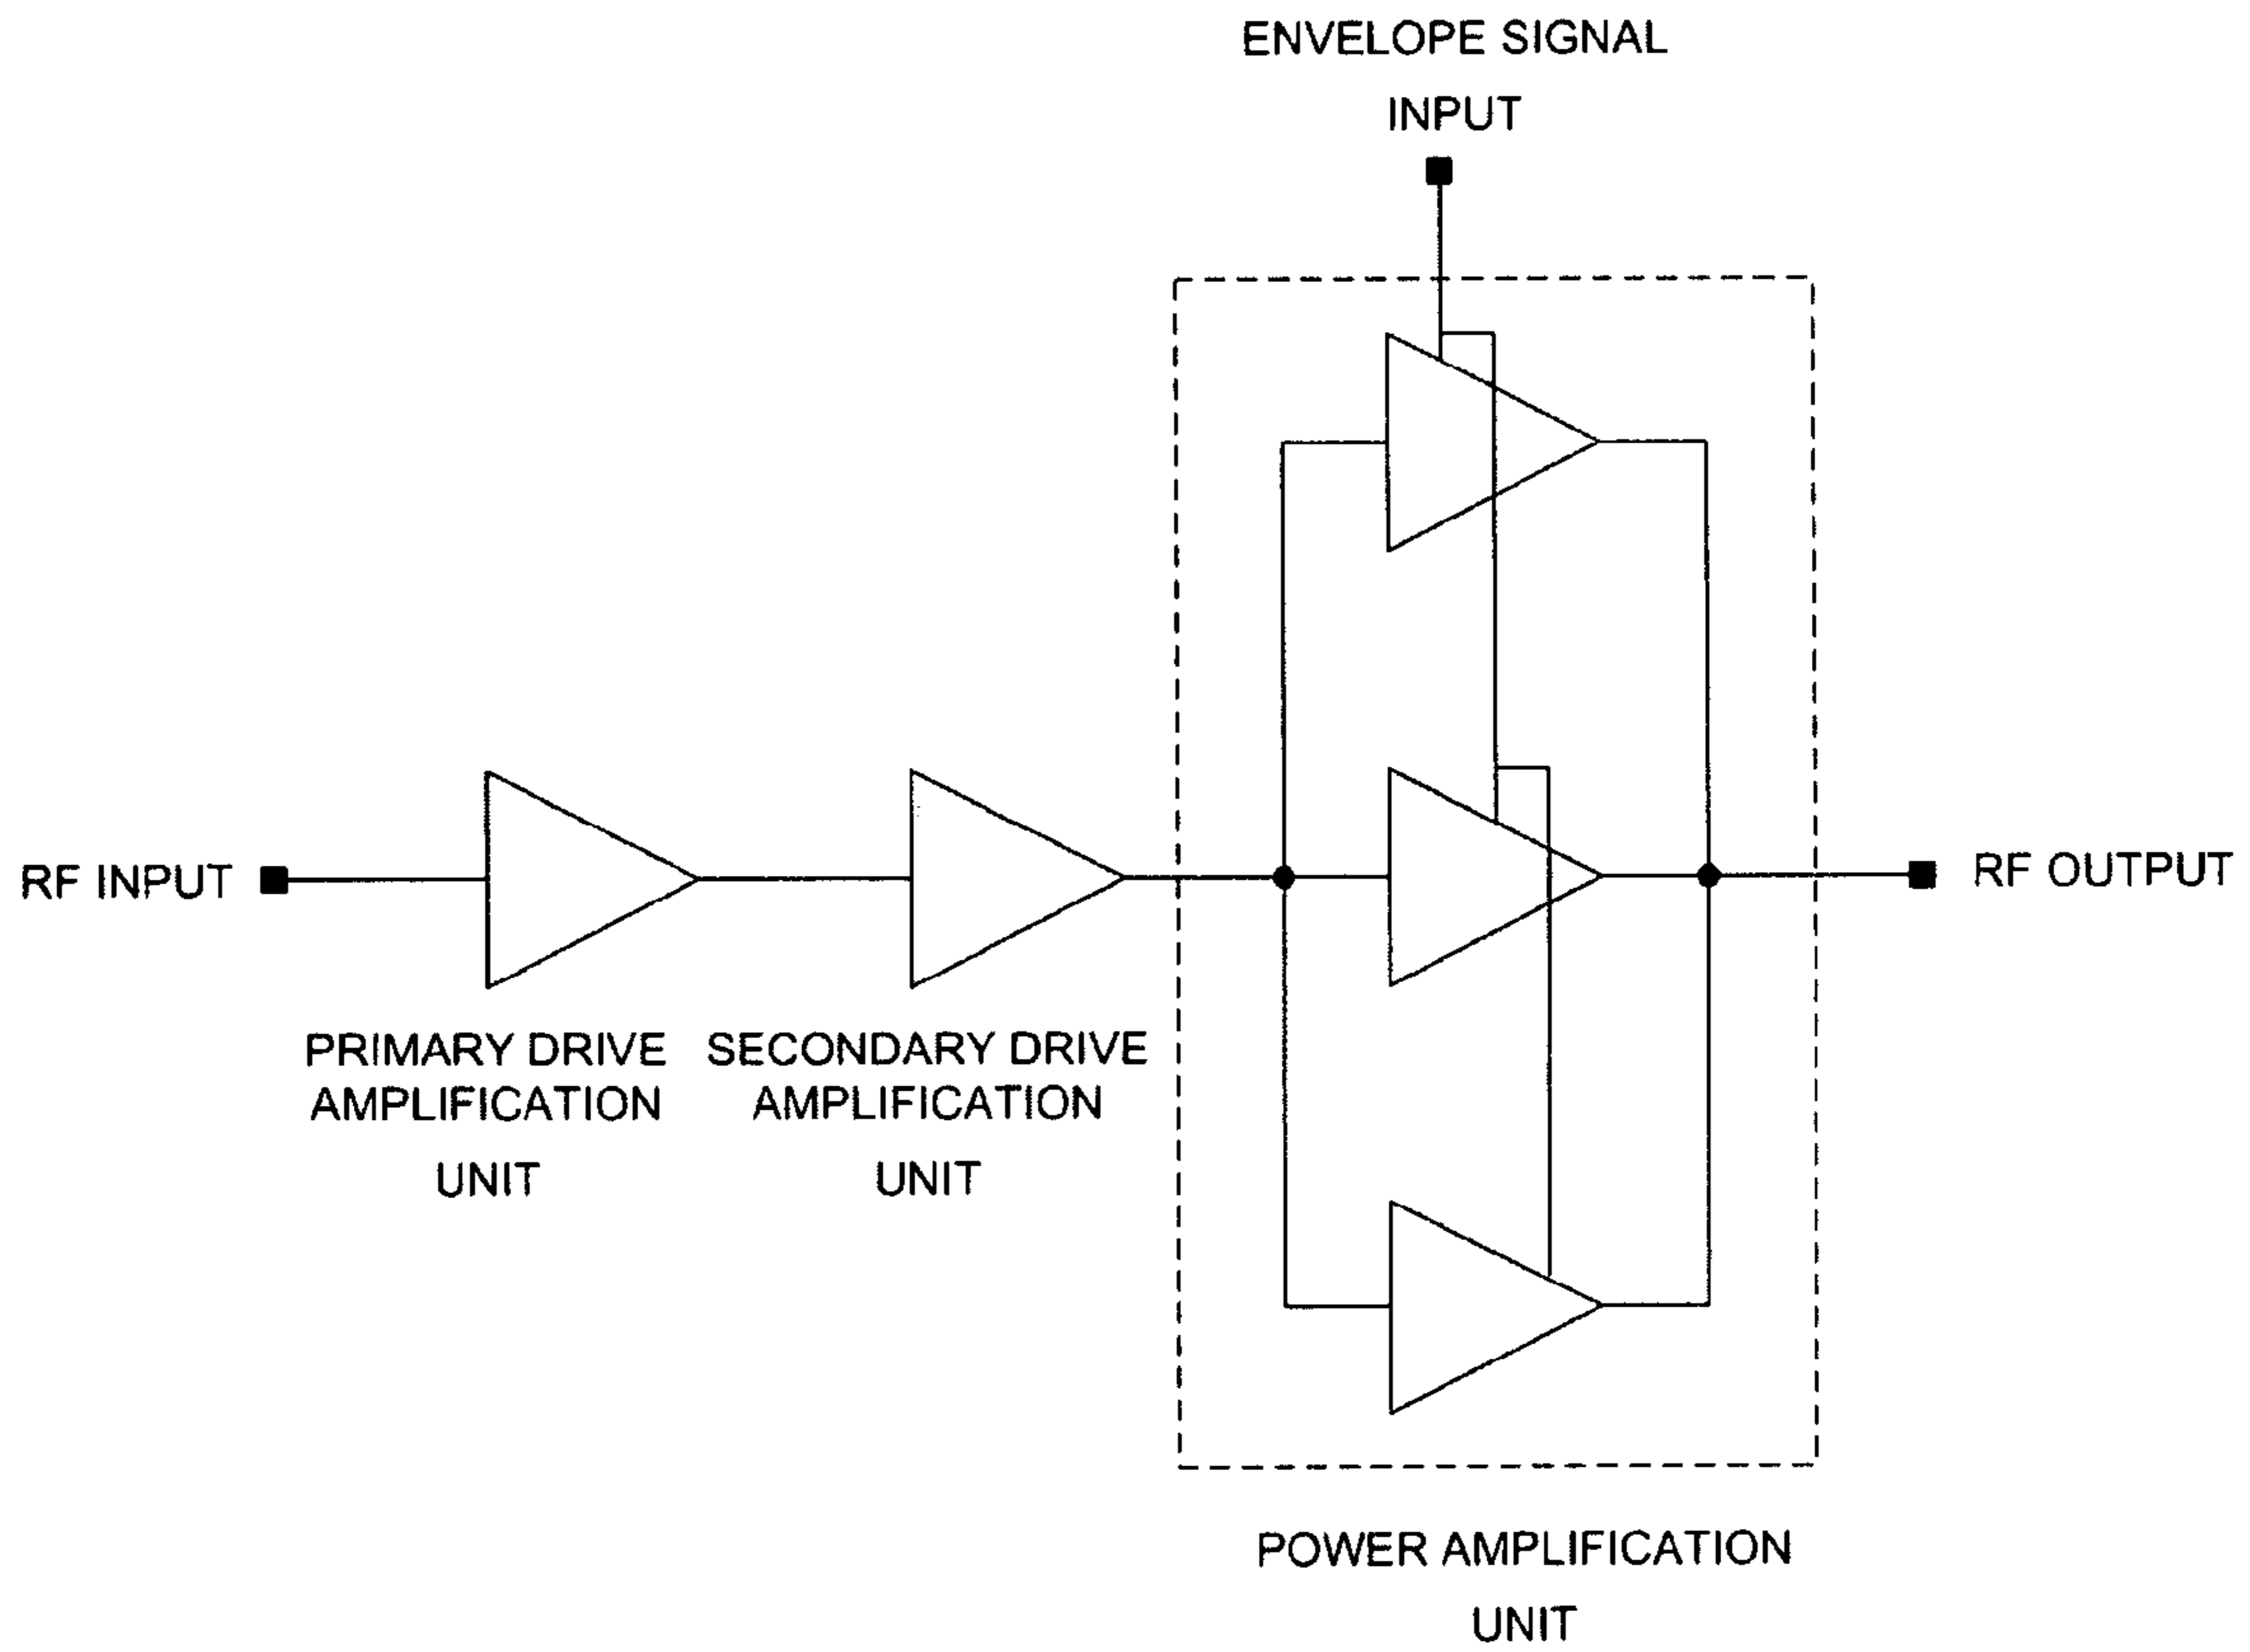 ENVELOPE SIGNAL
INPUT
RF INPUT
RF OUTPUT
PRIMARY DRIVE
AMPLIFICATION
UNIT
SECONDARY DRIVE
AMPLIFICATION
UNIT
POWER AMPLIFICATION
UNIT